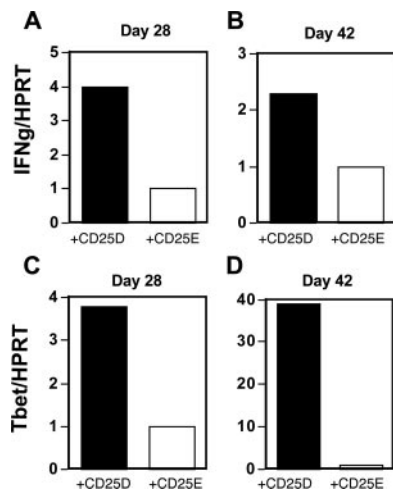 A
Day 28
B
Day 42
IFNg/HPRT
5
4
3
2
1
0
+CD25D +CD25E
3
2
1
0
+CD25D +CD25E
C
Day 28
D
Day 42
Tbet/HPRT
4
3
2
1
0
+CD25D +CD25E
40
30
20
10
0
+CD25D +CD25E